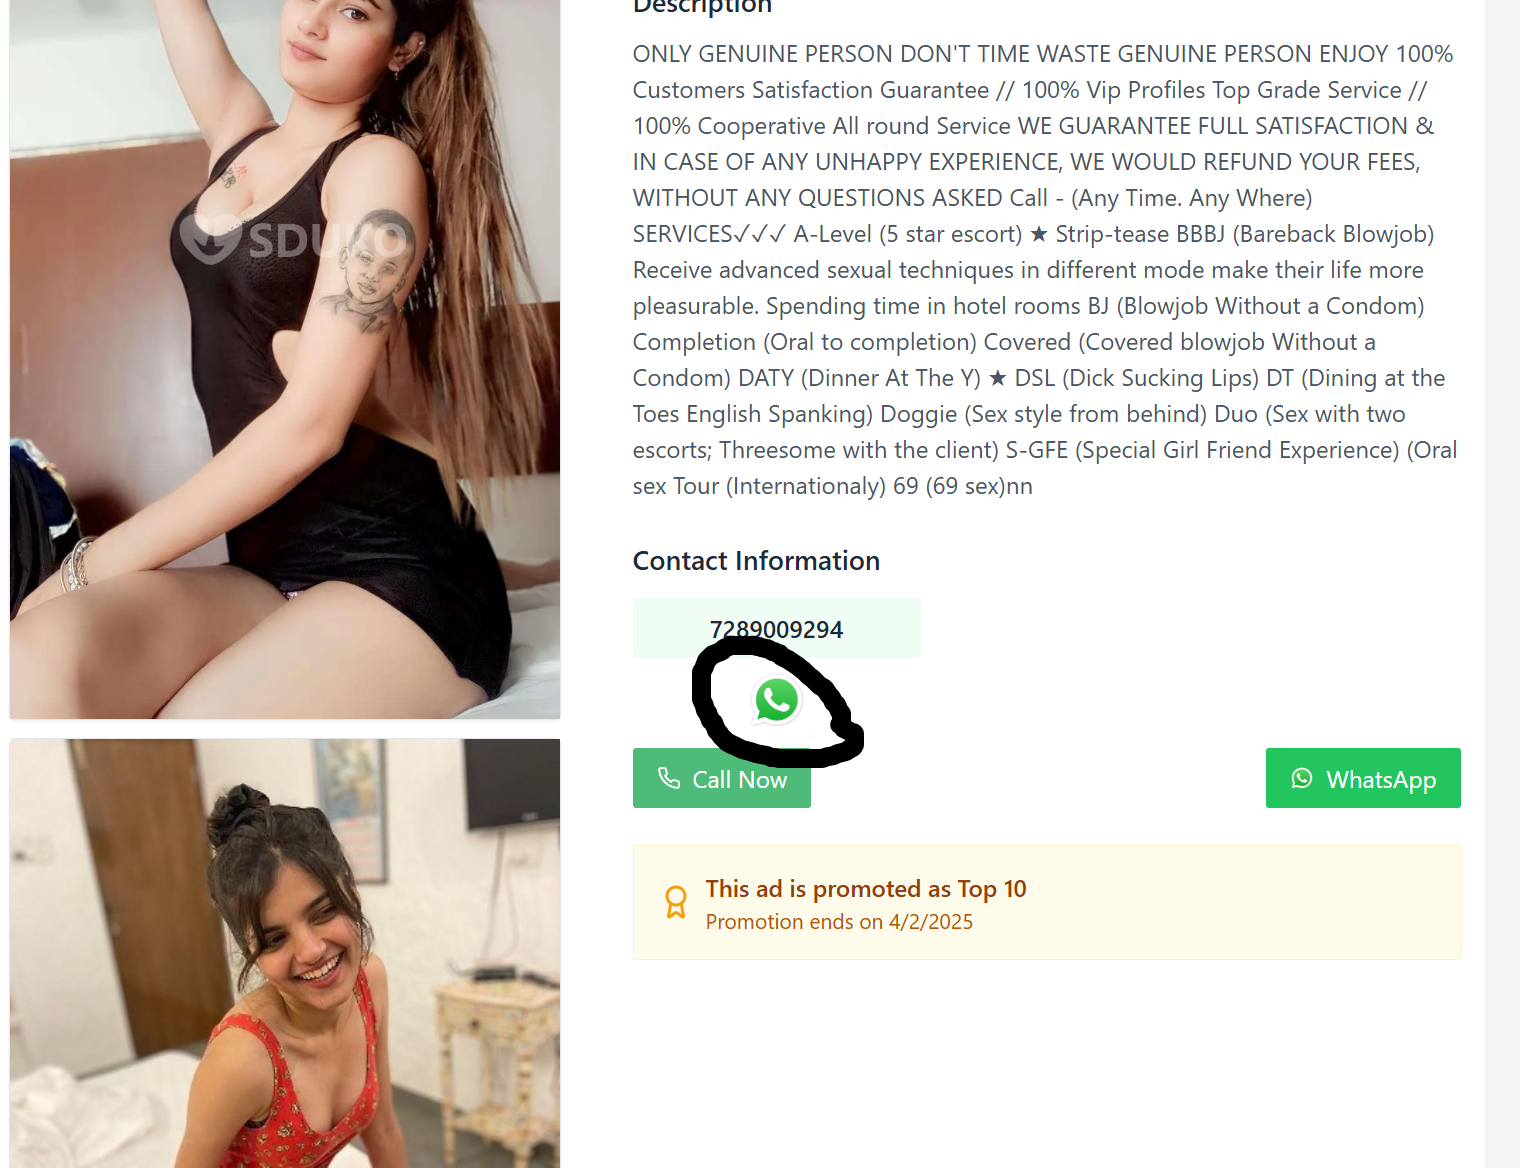 Description
ONLY GENUINE PERSON DON'T TIME WASTE GENUINE PERSON ENJOY 100%
Customers Satisfaction Guarantee // 100% Vip Profiles Top Grade Service //
100% Cooperative All round Service WE GUARANTEE FULL SATISFACTION &
IN CASE OF ANY UNHAPPY EXPERIENCE, WE WOULD REFUND YOUR FEES,
WITHOUT ANY QUESTIONS ASKED Call - (Any Time. Any Where)
SERVICES✓✓✓ A-Level (5 star escort) ★ Strip-tease BBBJ (Bareback Blowjob)
Receive advanced sexual techniques in different mode make their life more
pleasurable. Spending time in hotel rooms BJ (Blowjob Without a Condom)
Completion (Oral to completion) Covered (Covered blowjob Without a
Condom) DATY (Dinner At The Y) ★ DSL (Dick Sucking Lips) DT (Dining at the
Toes English Spanking) Doggie (Sex style from behind) Duo (Sex with two
escorts; Threesome with the client) S-GFE (Special Girl Friend Experience) (Oral
sex Tour (Internationaly) 69 (69 sex)nn
Contact Information
7289009294
Call Now
WhatsApp
This ad is promoted as Top 10
Promotion ends on 4/2/2025
SDUKO